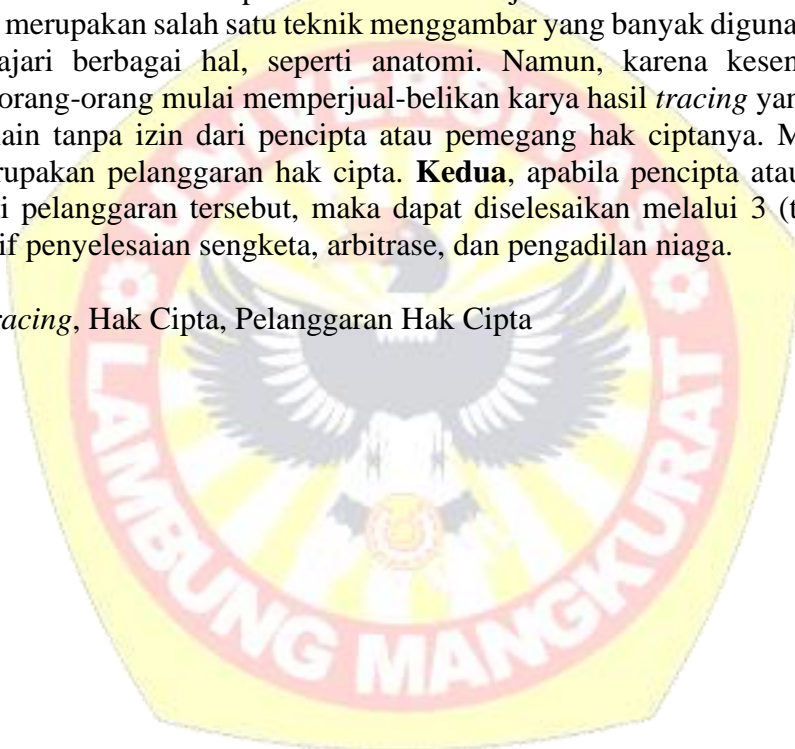 merupakan salah satu teknik menggambar yang banyak diguna
ajari berbagai hal, seperti anatomi. Namun, karena kesen
orang-orang mulai memperjual-belikan karya hasil tracing yan
ain tanpa izin dari pencipta atau pemegang hak ciptanya. M
rupakan pelanggaran hak cipta. Kedua, apabila pencipta atau
i pelanggaran tersebut, maka dapat diselesaikan melalui 3 (t
if penyelesaian sengketa, arbitrase, dan pengadilan niaga.
racing, Hak Cipta, Pelanggaran Hak Cipta
UNIVERSITAS
LAMBUNG MANGKURAT